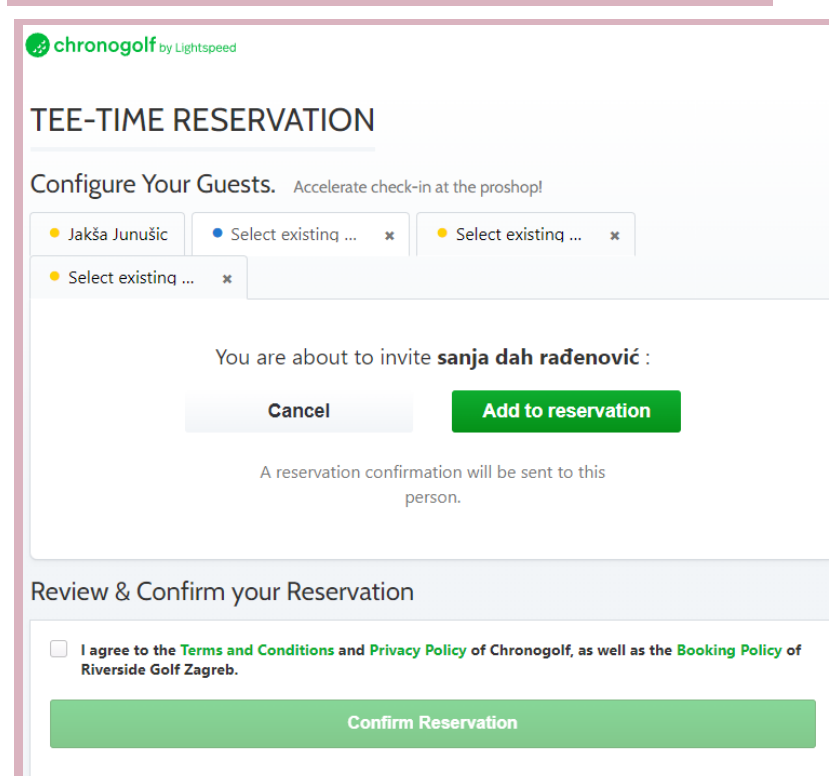 chronogolf by Lightspeed
TEE-TIME RESERVATION
Configure Your Guests. Accelerate check-in at the proshop!
Jakša Junušic Select existing ... × Select existing ... ×
Select existing ... ×
You are about to invite sanja dah rađenović :
Cancel Add to reservation
A reservation confirmation will be sent to this
person.
Review & Confirm your Reservation
I agree to the Terms and Conditions and Privacy Policy of Chronogolf, as well as the Booking Policy of
Riverside Golf Zagreb.
Confirm Reservation